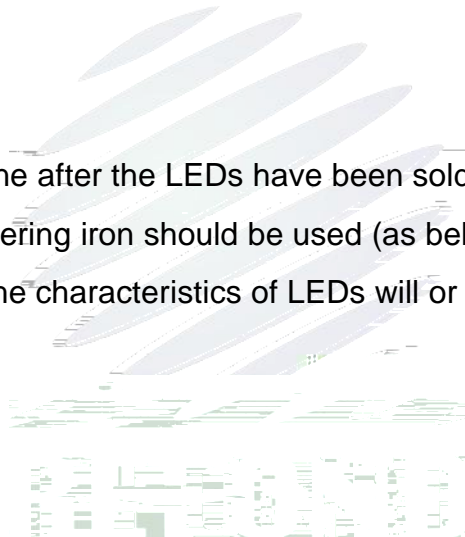 ne after the LEDs have been sold
ering iron should be used (as bel
he characteristics of LEDs will or